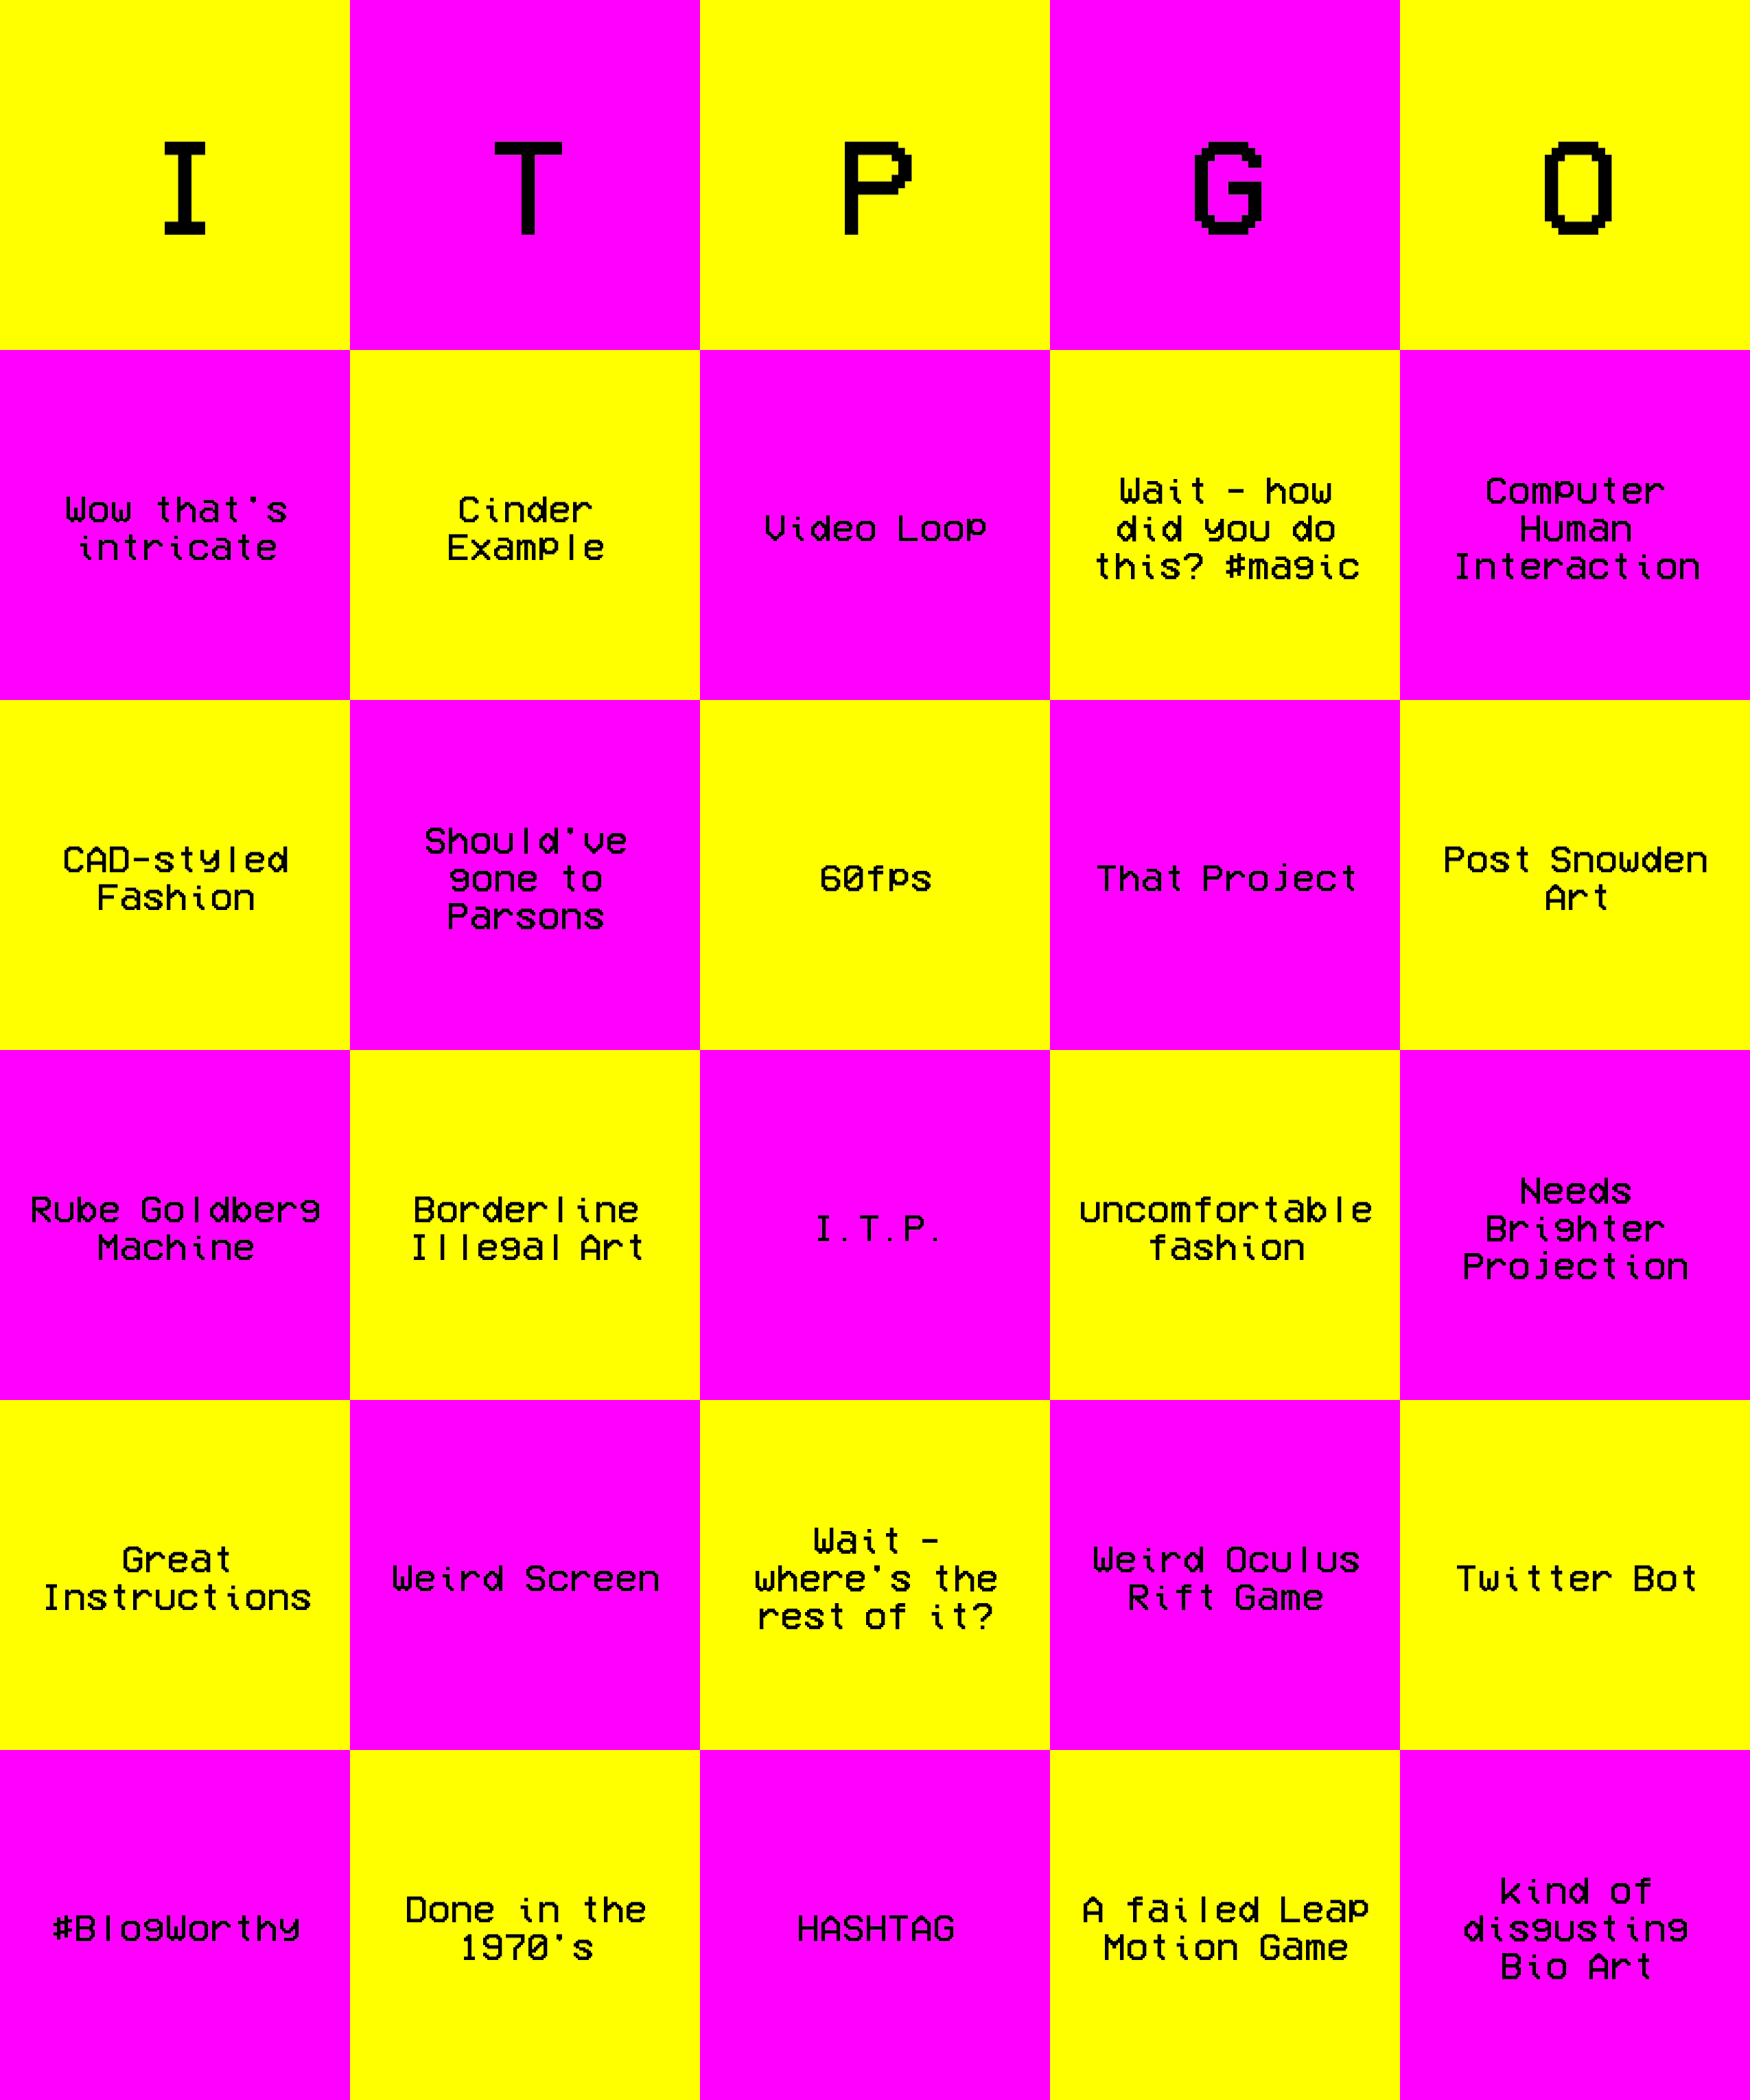 I
T
P
G
O
Wow that's
intricate
Cinder
Example
Video Loop
Wait - how
did you do
this? #magic
Computer
Human
Interaction
CAD-styled
Fashion
Should've
gone to
Parsons
60fps
That Project
Post Snowden
Art
Rube Goldberg
Machine
Borderline
Illegal Art
I.T.P.
uncomfortable
fashion
Needs
Brighter
Projection
Great
Instructions
Weird Screen
Wait -
where's the
rest of it?
Weird Oculus
Rift Game
Twitter Bot
#BlogWorthy
Done in the
1970's
HASHTAG
A failed Leap
Motion Game
kind of
disgusting
Bio Art